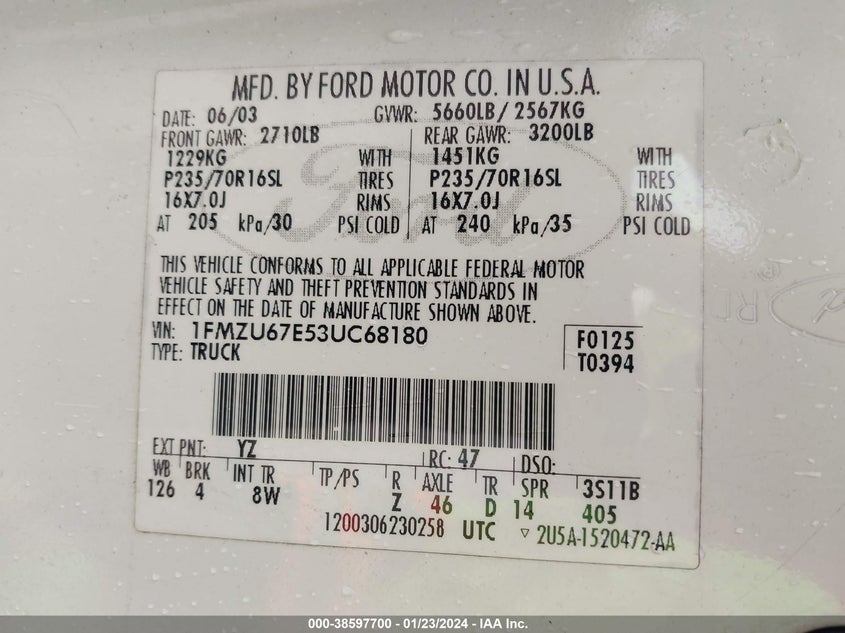 MFD. BY FORD MOTOR CO. IN U.S.A.
DATE: 06/03 GVWR: 5660LB/ 2567KG
FRONT GAWR: 2710LB REAR GAWR: 3200LB
1229KG WITH 1451KG WITH
P235/70R16SL TIRES P235/70R16SL TIRES
16X7.0J RIMS 16X7.0J RIMS
AT 205 kPa/30 PSI COLD AT 240 kPa/35 PSI COLD
Ford
THIS VEHICLE CONFORMS TO ALL APPLICABLE FEDERAL MOTOR
VEHICLE SAFETY AND THEFT PREVENTION STANDARDS IN
EFFECT ON THE DATE OF MANUFACTURE SHOWN ABOVE.
VIN: 1FMZU67E53UC68180
TYPE: TRUCK
F0125
T0394
EXT PNT: YZ RC: 47 DSO:
WB BRK INT TR TP/PS R AXLE TR SPR 3S11B
126 4 8W Z 46 D 14 405
1200306230258 UTC ▿ 2U5A-1520472-AA
000-38597700 - 01/23/2024 - IAA Inc.